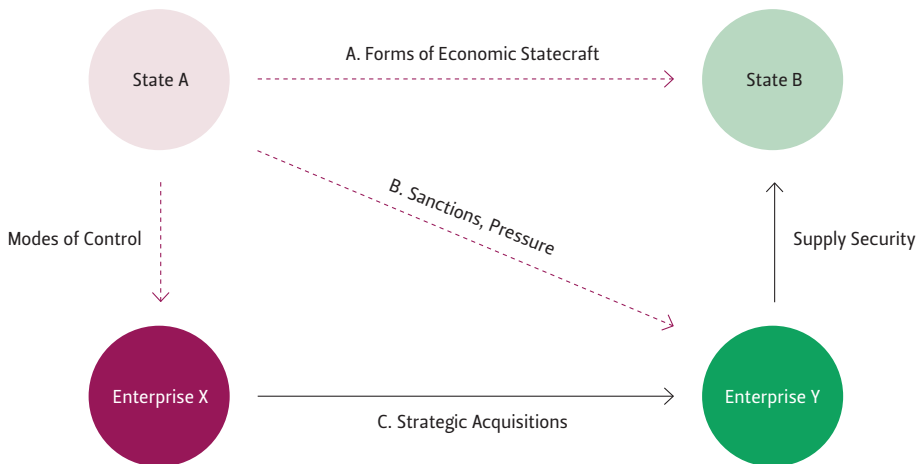 State A
A. Forms of Economic Statecraft
State B
B. Sanctions, Pressure
Modes of Control
Supply Security
Enterprise X
C. Strategic Acquisitions
Enterprise Y